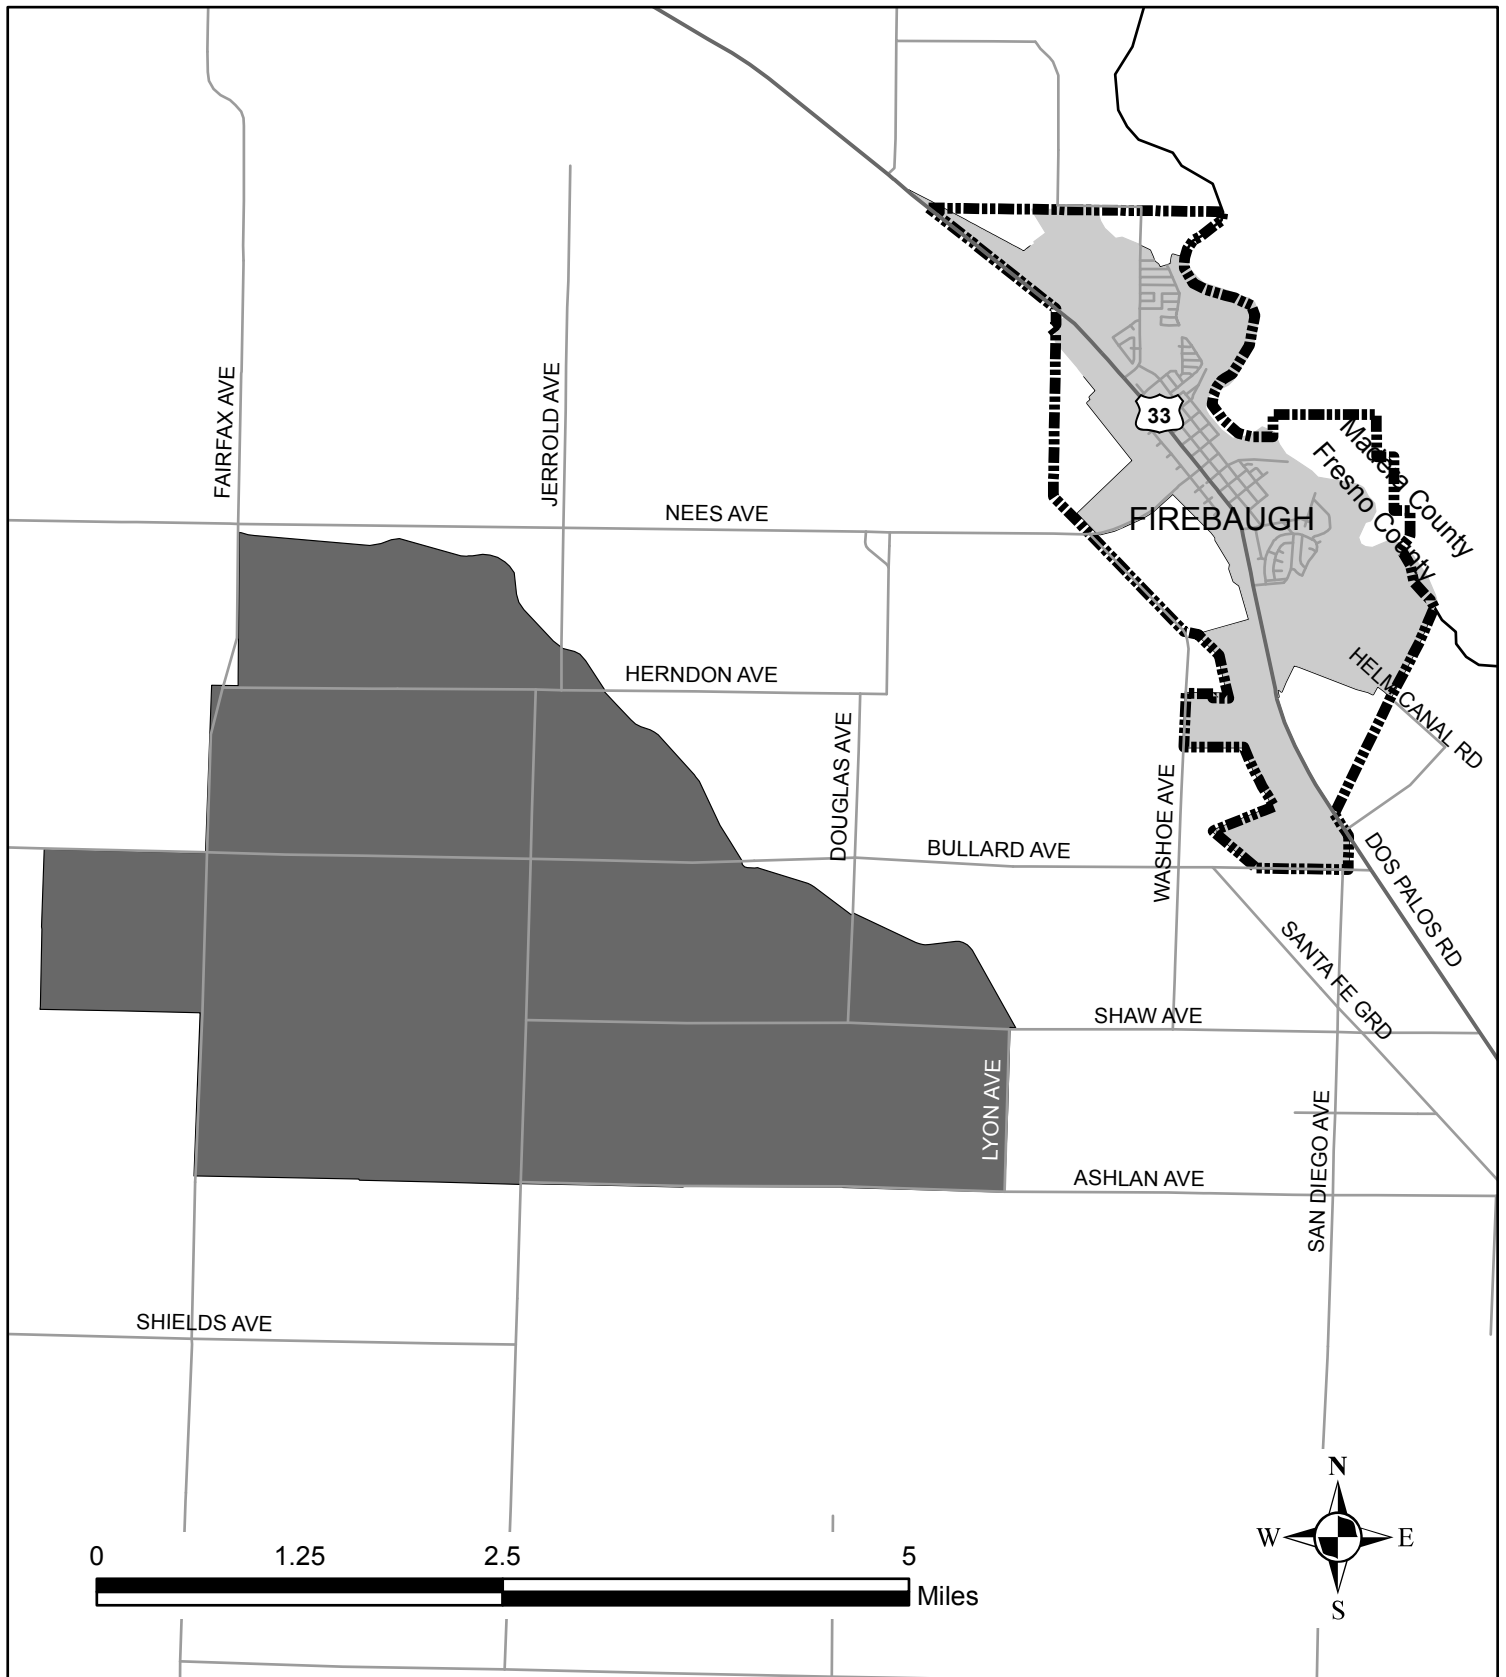 FAIRFAX AVE
JERROLD AVE
33
Madera County
Fresno County
NEES AVE
FIREBAUGH
HERNDON AVE
HELM CANAL RD
DOUGLAS AVE
WASHOE AVE
BULLARD AVE
DOS PALOS RD
SANTA FE GRD
SHAW AVE
LYON AVE
SAN DIEGO AVE
ASHLAN AVE
SHIELDS AVE
N
W E
S
0 1.25 2.5 5
Miles